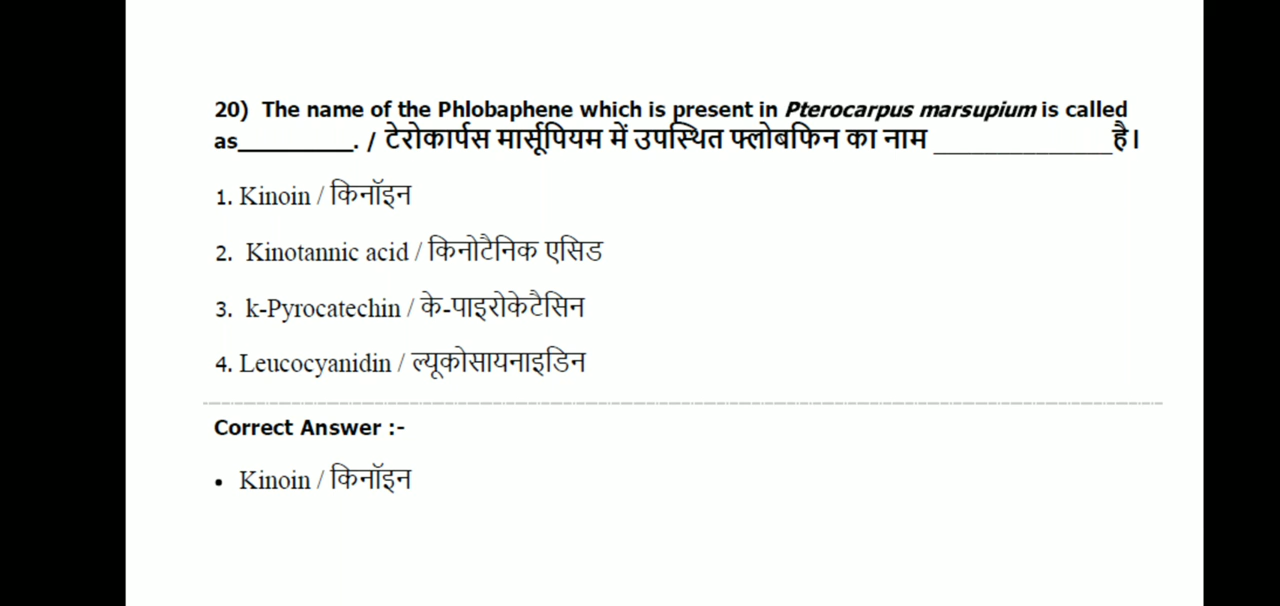 20) The name of the Phlobaphene which is present in Pterocarpus marsupium is called
as_________. / टेरोकार्पस मार्सूपियम में उपस्थित फ्लोबफिन का नाम ______________है।
1. Kinoin / किनॉइन
2. Kinotannic acid / किनोटैनिक एसिड
3. k-Pyrocatechin / के-पाइरोकेटैसिन
4. Leucocyanidin / ल्यूकोसायनाइडिन
Correct Answer :-
• Kinoin / किनॉइन